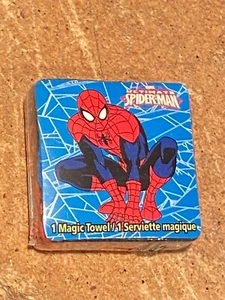 ULTIMATE
SPIDER-MAN
1 Magic Towel / 1 Serviette magique